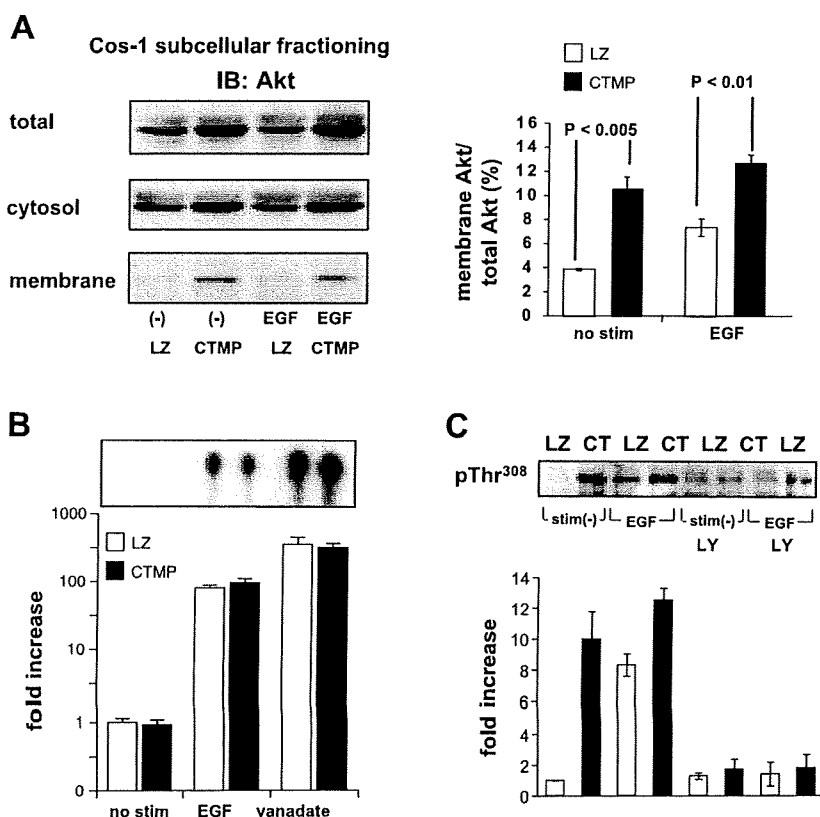 A
Cos-1 subcellular fractioning
IB: Akt
total
cytosol
membrane
(-) (-) EGF EGF
LZ CTMP LZ CTMP
LZ
CTMP
P < 0.005
P < 0.01
membrane Akt/
total Akt (%)
16
14
12
10
8
6
4
2
0
no stim EGF
B
LZ
CTMP
fold increase
1000
100
10
1
0
no stim EGF vanadate
C
LZ CT LZ CT LZ CT LZ
pThr308
stim(-) EGF stim(-) EGF
LY LY
fold increase
14
12
10
8
6
4
2
0